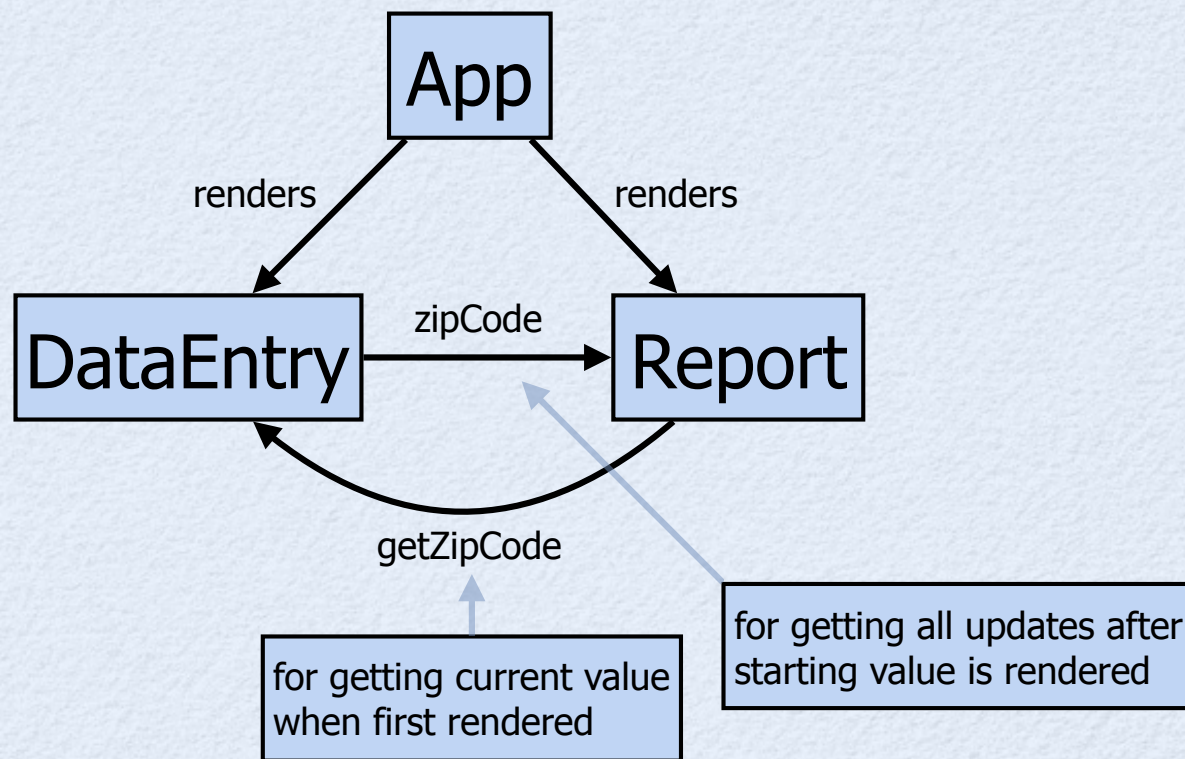 App
renders
renders
zipCode
DataEntry
Report
getZipCode
for getting all updates after
starting value is rendered
for getting current value
when first rendered